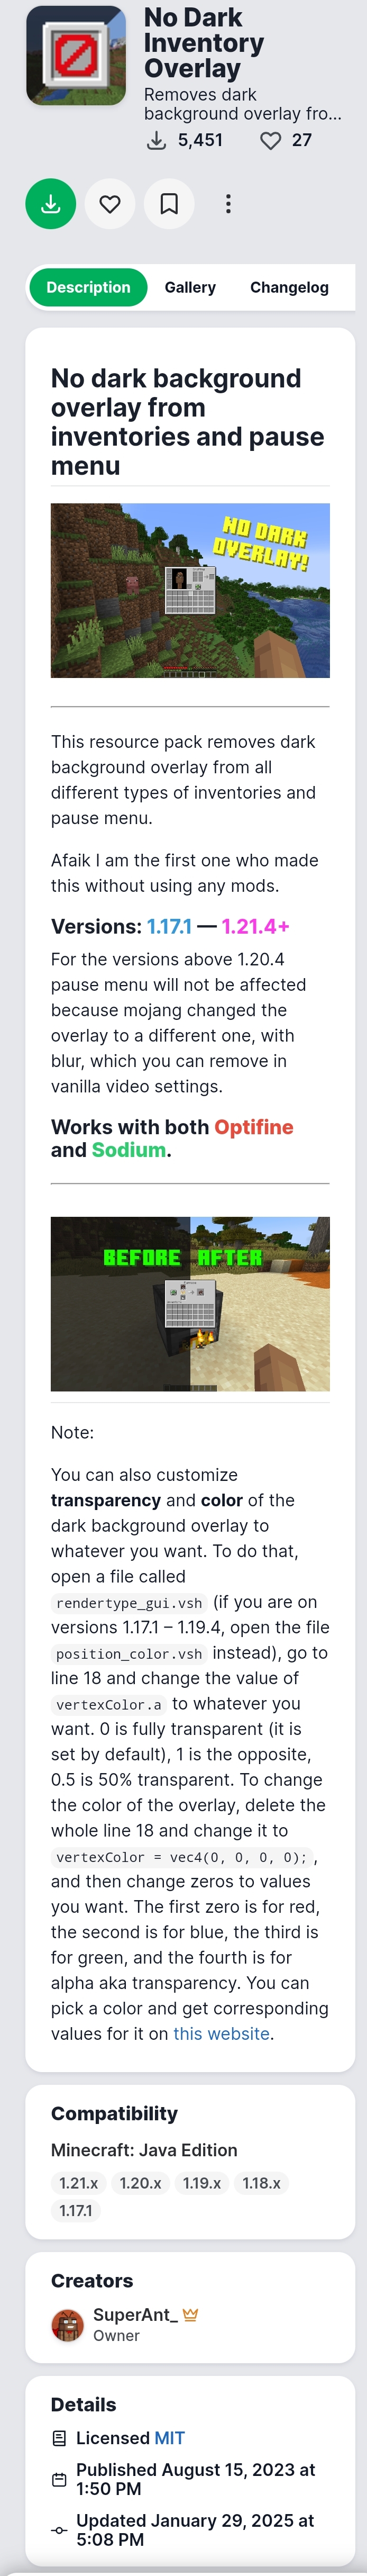 No Dark
Inventory
Overlay
Removes dark
background overlay fro...
5,451
27
Description
Gallery
Changelog
No dark background
overlay from
inventories and pause
menu
NO DARK
OVERLAY!
This resource pack removes dark
background overlay from all
different types of inventories and
pause menu.
Afaik I am the first one who made
this without using any mods.
Versions: 1.17.1 — 1.21.4+
For the versions above 1.20.4
pause menu will not be affected
because mojang changed the
overlay to a different one, with
blur, which you can remove in
vanilla video settings.
Works with both Optifine
and Sodium.
BEFORE AFTER
Note:
You can also customize
transparency and color of the
dark background overlay to
whatever you want. To do that,
open a file called
rendertype_gui.vsh (if you are on
versions 1.17.1 – 1.19.4, open the file
position_color.vsh instead), go to
line 18 and change the value of
vertexColor.a to whatever you
want. 0 is fully transparent (it is
set by default), 1 is the opposite,
0.5 is 50% transparent. To change
the color of the overlay, delete the
whole line 18 and change it to
vertexColor = vec4(0, 0, 0, 0); ,
and then change zeros to values
you want. The first zero is for red,
the second is for blue, the third is
for green, and the fourth is for
alpha aka transparency. You can
pick a color and get corresponding
values for it on this website.
Compatibility
Minecraft: Java Edition
1.21.x
1.20.x
1.19.x
1.18.x
1.17.1
Creators
SuperAnt_
Owner
Details
Licensed MIT
Published August 15, 2023 at
1:50 PM
Updated January 29, 2025 at
5:08 PM